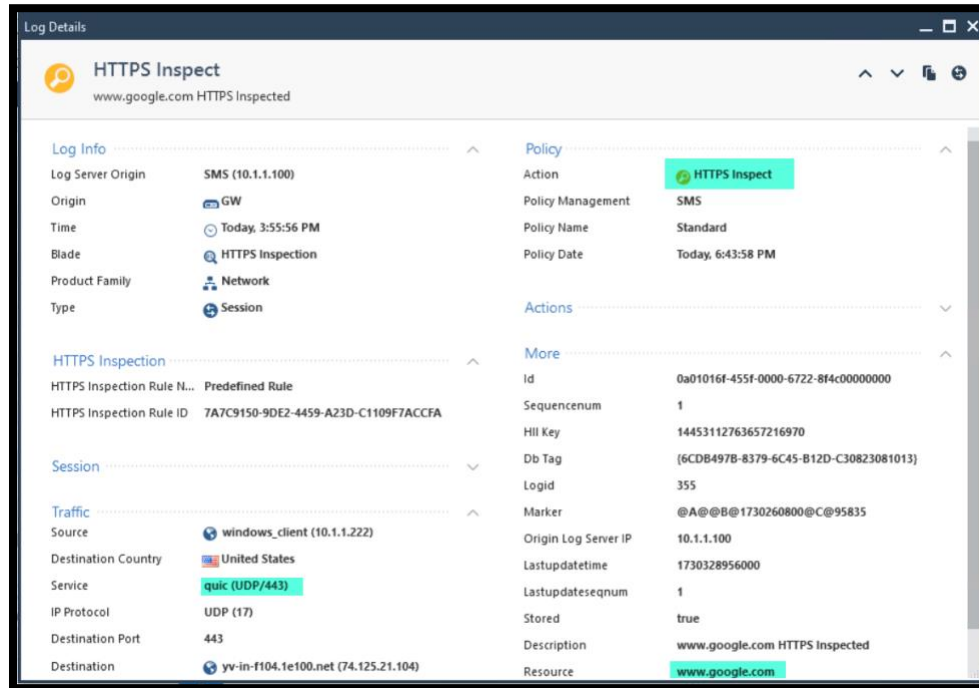 Log Details
HTTPS Inspect
www.google.com HTTPS Inspected
Log Info
Log Server Origin SMS (10.1.1.100)
Origin GW
Time Today, 3:55:56 PM
Blade HTTPS Inspection
Product Family Network
Type Session
HTTPS Inspection
HTTPS Inspection Rule N... Predefined Rule
HTTPS Inspection Rule ID 7A7C9150-9DE2-4459-A23D-C1109F7ACCFA
Session
Traffic
Source windows_client (10.1.1.222)
Destination Country United States
Service quic (UDP/443)
IP Protocol UDP (17)
Destination Port 443
Destination yv-in-f104.1e100.net (74.125.21.104)
Policy
Action HTTPS Inspect
Policy Management SMS
Policy Name Standard
Policy Date Today, 6:43:58 PM
Actions
More
Id 0a01016f-455f-0000-6722-8f4c00000000
Sequencenum 1
Hll Key 14453112763657216970
Db Tag {6CDB497B-8379-6C45-B12D-C30823081013}
Logid 355
Marker @A@@B@1730260800@C@95835
Origin Log Server IP 10.1.1.100
Lastupdatetime 1730328956000
Lastupdateseqnum 1
Stored true
Description www.google.com HTTPS Inspected
Resource www.google.com